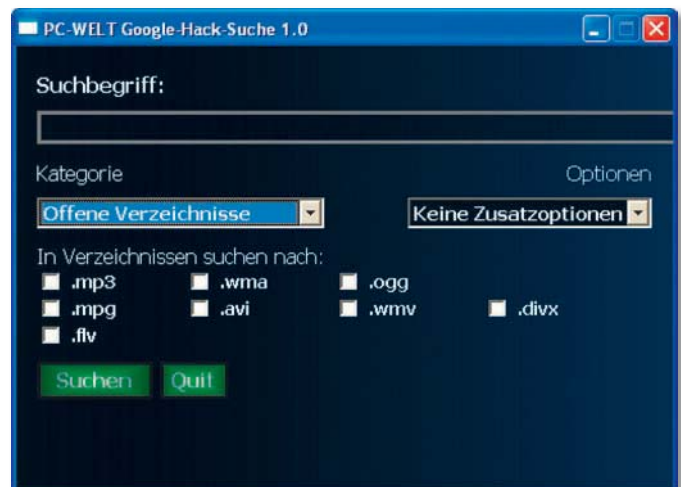 PC-WELT Google-Hack-Suche 1.0
Suchbegriff:
Kategorie Optionen
Offene Verzeichnisse Keine Zusatzoptionen
In Verzeichnissen suchen nach:
.mp3 .wma .ogg
.mpg .avi .wmv .divx
.flv
Suchen Quit